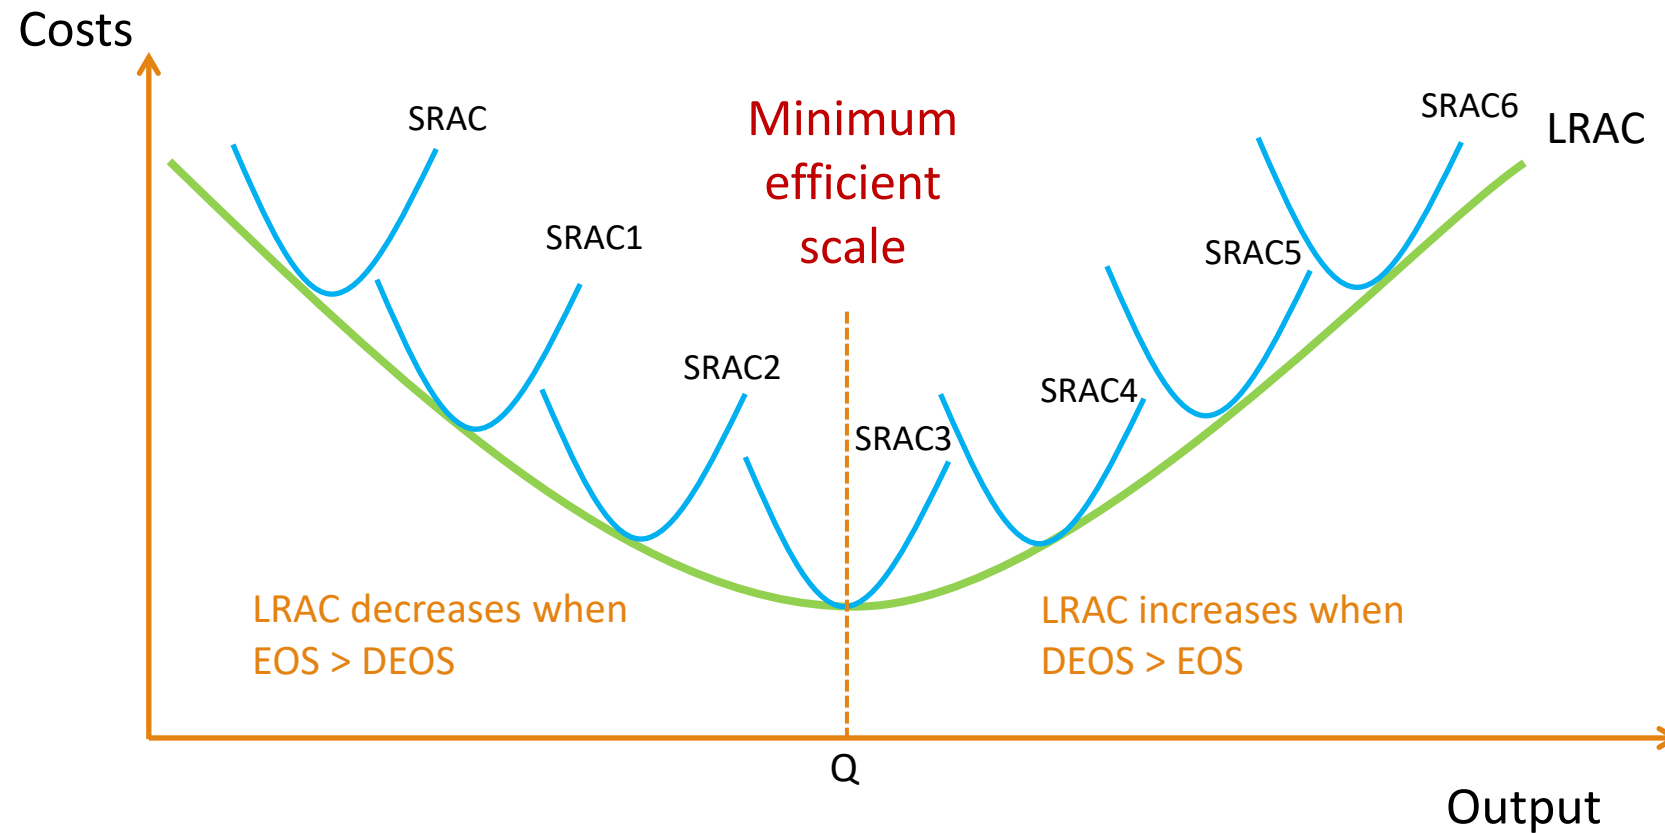 Costs
SRAC
SRAC1
SRAC2
Minimum
efficient
scale
SRAC3
SRAC4
SRAC5
SRAC6
LRAC
LRAC decreases when
EOS > DEOS
LRAC increases when
DEOS > EOS
Q
Output